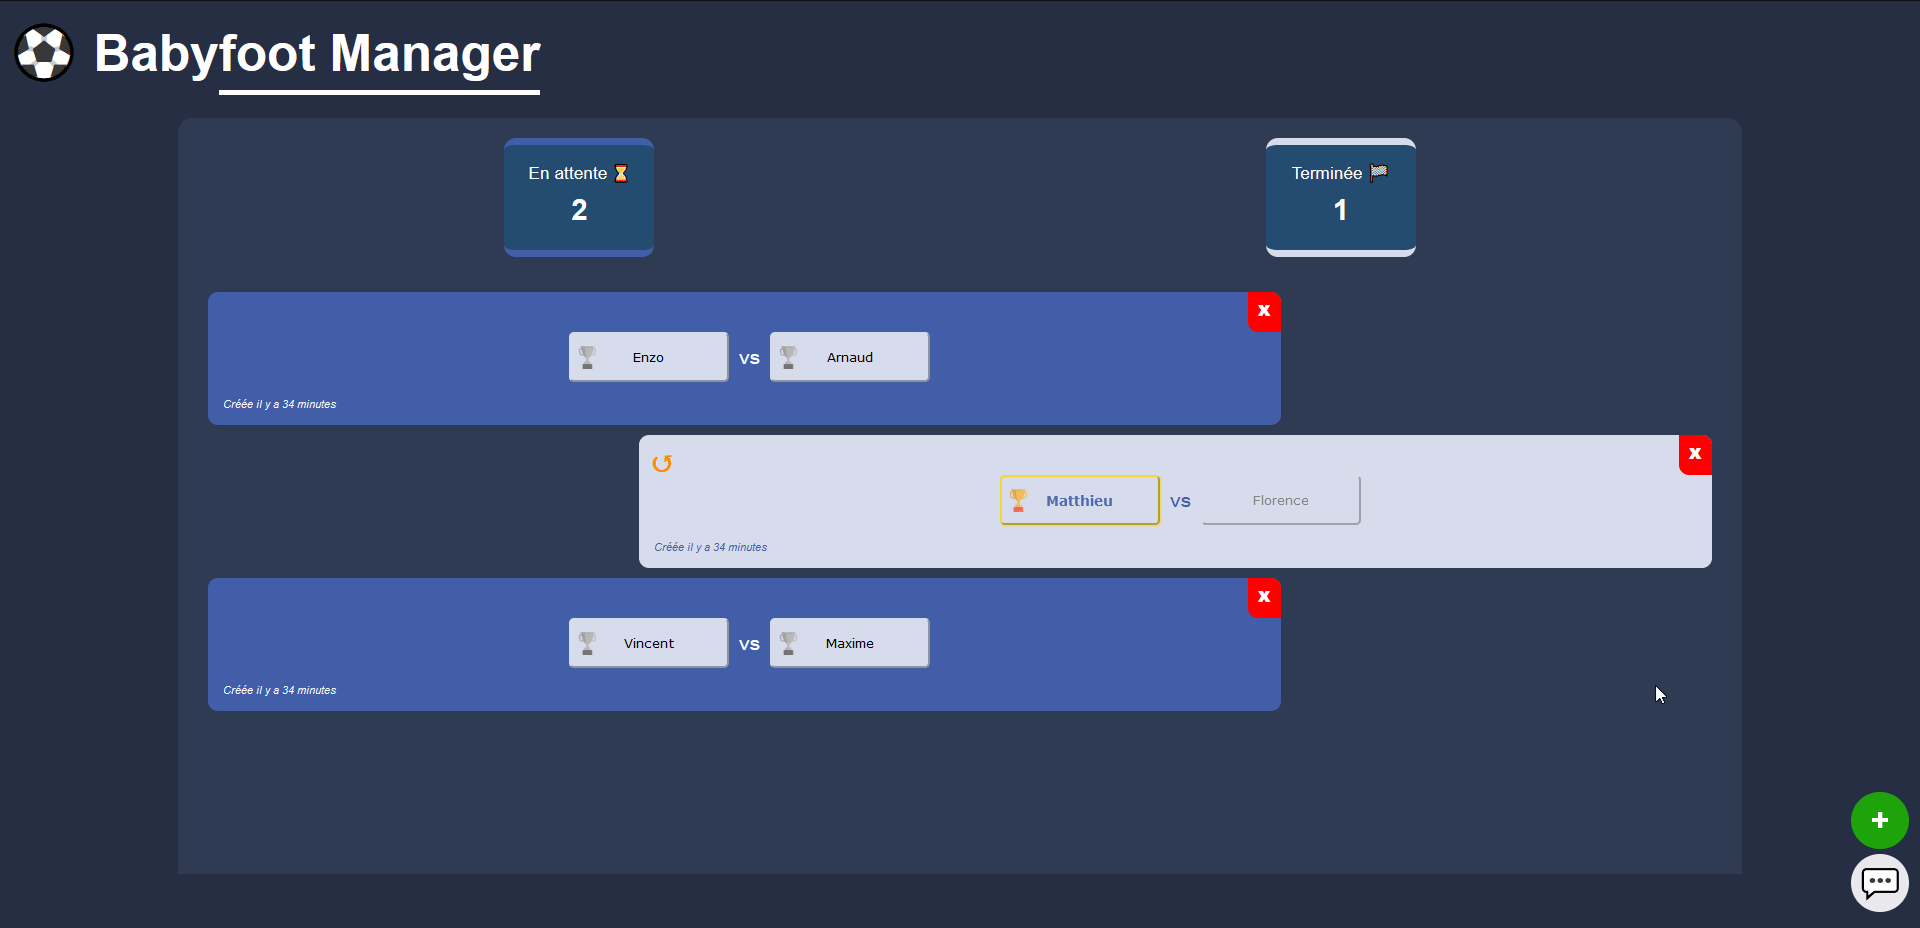 Babyfoot Manager
En attente ⏳
2
Terminée 🏁
1
x
Enzo vs Arnaud
Créée il y a 34 minutes
x
Matthieu vs Florence
Créée il y a 34 minutes
x
Vincent vs Maxime
Créée il y a 34 minutes
+